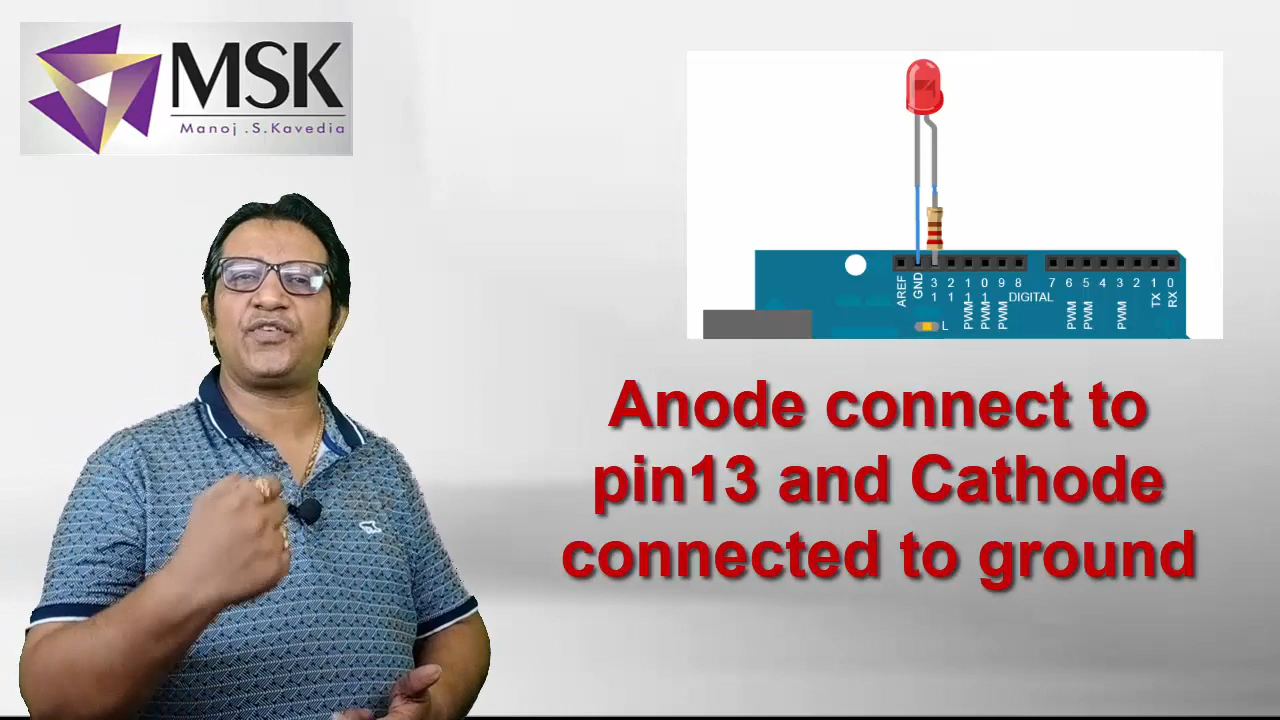 MSK
Manoj .S.Kavedia
AREF
GND
13
12
PWM 11
PWM 10
PWM 9
8
DIGITAL
7
PWM 6
PWM 5
4
PWM 3
2
TX 1
RX 0
L
Anode connect to
pin13 and Cathode
connected to ground